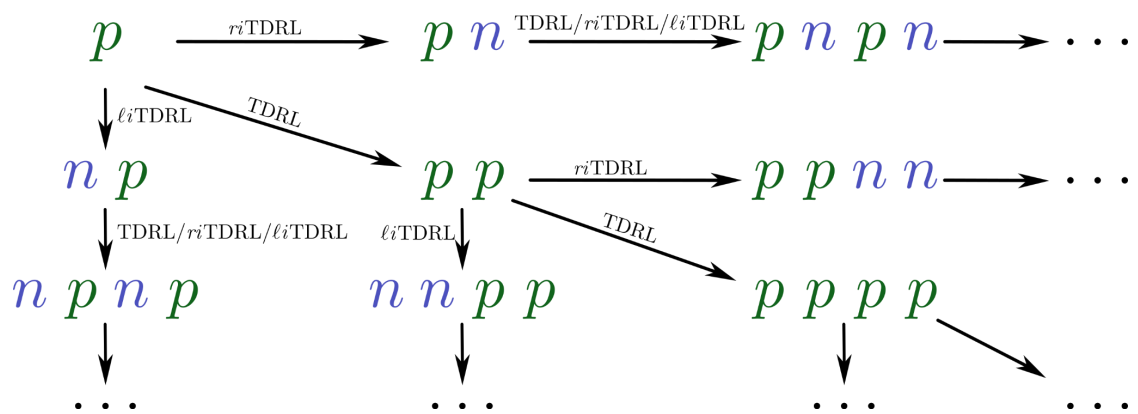 p riTDRL p n TDRL/riTDRL/ℓiTDRL p n p n ...
ℓiTDRL TDRL
n p p p riTDRL p p n n ...
TDRL/riTDRL/ℓiTDRL ℓiTDRL TDRL
n p n p n n p p p p p p
... ... ... ...